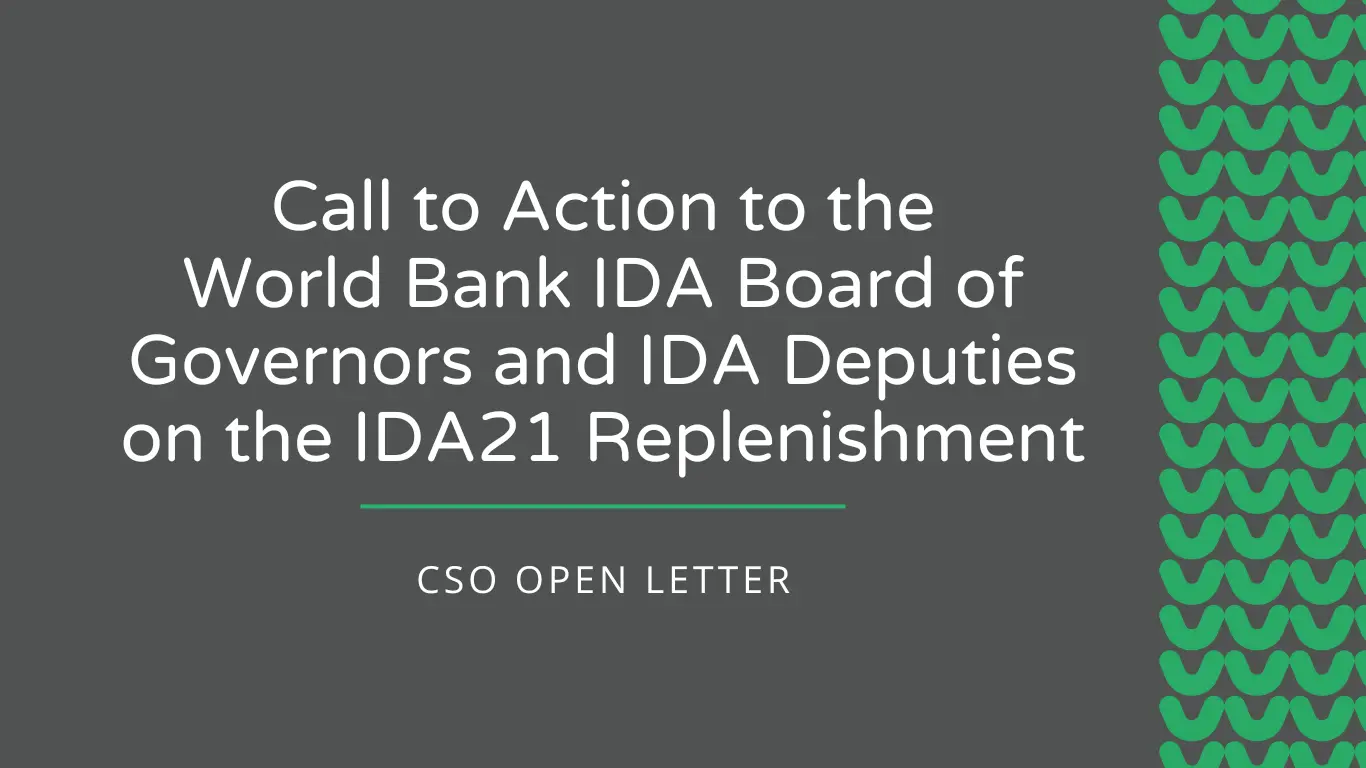 Call to Action to the
World Bank IDA Board of
Governors and IDA Deputies
on the IDA21 Replenishment
CSO OPEN LETTER